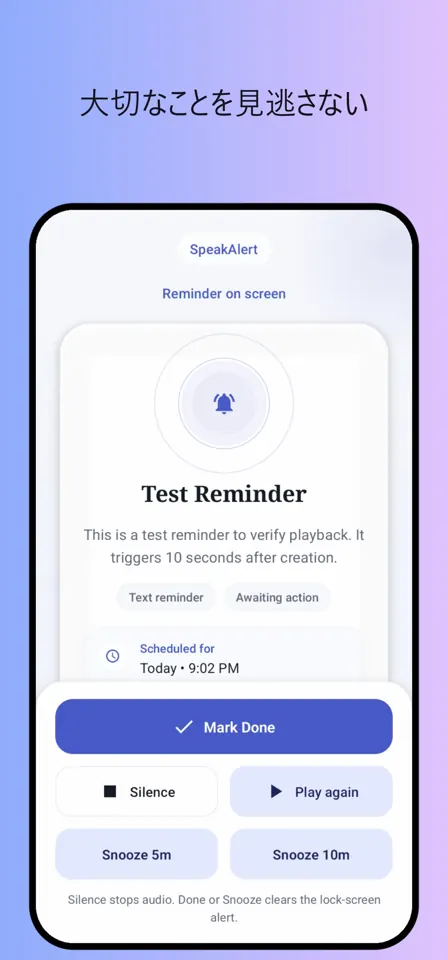 大切なことを見逃さない
SpeakAlert
Reminder on screen
Test Reminder
This is a test reminder to verify playback. It
triggers 10 seconds after creation.
Text reminder
Awaiting action
Scheduled for
Today • 9:02 PM
Mark Done
Silence
Play again
Snooze 5m
Snooze 10m
Silence stops audio. Done or Snooze clears the lock-screen
alert.